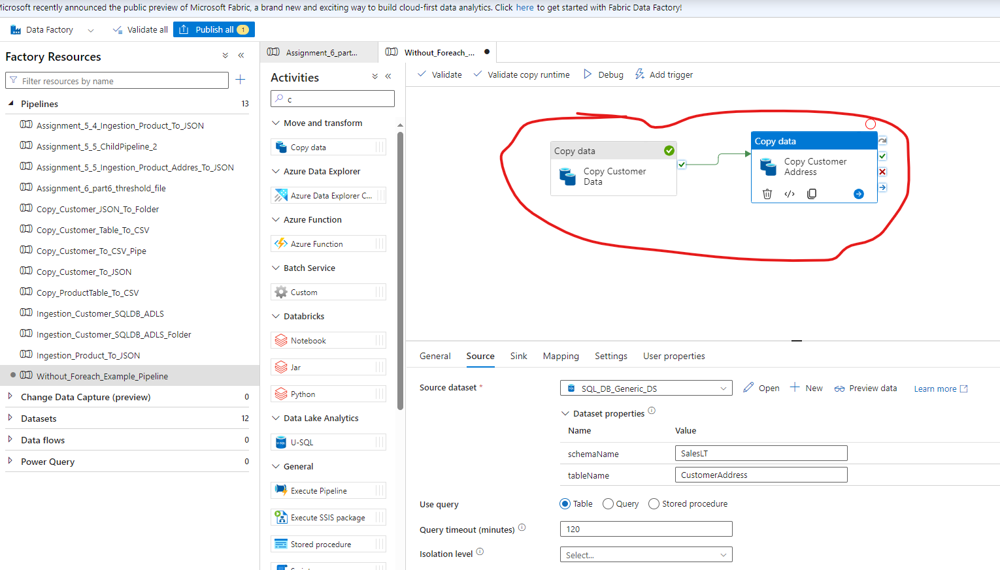 Microsoft recently announced the public preview of Microsoft Fabric, a brand new and exciting way to build cloud-first data analytics. Click here to get started with Fabric Data Factory!
Data Factory
Validate all
Publish all 1
Factory Resources
Filter resources by name
Pipelines 13
Assignment_5_4_Ingestion_Product_To_JSON
Assignment_5_5_ChildPipeline_2
Assignment_5_5_Ingestion_Product_Addres_To_JSON
Assignment_6_part6_threshold_file
Copy_Customer_JSON_To_Folder
Copy_Customer_Table_To_CSV
Copy_Customer_To_CSV_Pipe
Copy_Customer_To_JSON
Copy_ProductTable_To_CSV
Ingestion_Customer_SQLDB_ADLS
Ingestion_Customer_SQLDB_ADLS_Folder
Ingestion_Product_To_JSON
Without_Foreach_Example_Pipeline
Change Data Capture (preview) 0
Datasets 12
Data flows 0
Power Query 0
Assignment_6_part...
Without_Foreach_...
Activities
c
Move and transform
Copy data
Azure Data Explorer
Azure Data Explorer C...
Azure Function
Azure Function
Batch Service
Custom
Databricks
Notebook
Jar
Python
Data Lake Analytics
U-SQL
General
Execute Pipeline
Execute SSIS package
Stored procedure
Validate
Validate copy runtime
Debug
Add trigger
Copy data
Copy Customer
Data
Copy data
Copy Customer
Address
General Source Sink Mapping Settings User properties
Source dataset *
SQL_DB_Generic_DS
Open
New
Preview data
Learn more
Dataset properties
Name Value
schemaName SalesLT
tableName CustomerAddress
Use query
Table Query Stored procedure
Query timeout (minutes)
120
Isolation level
Select...